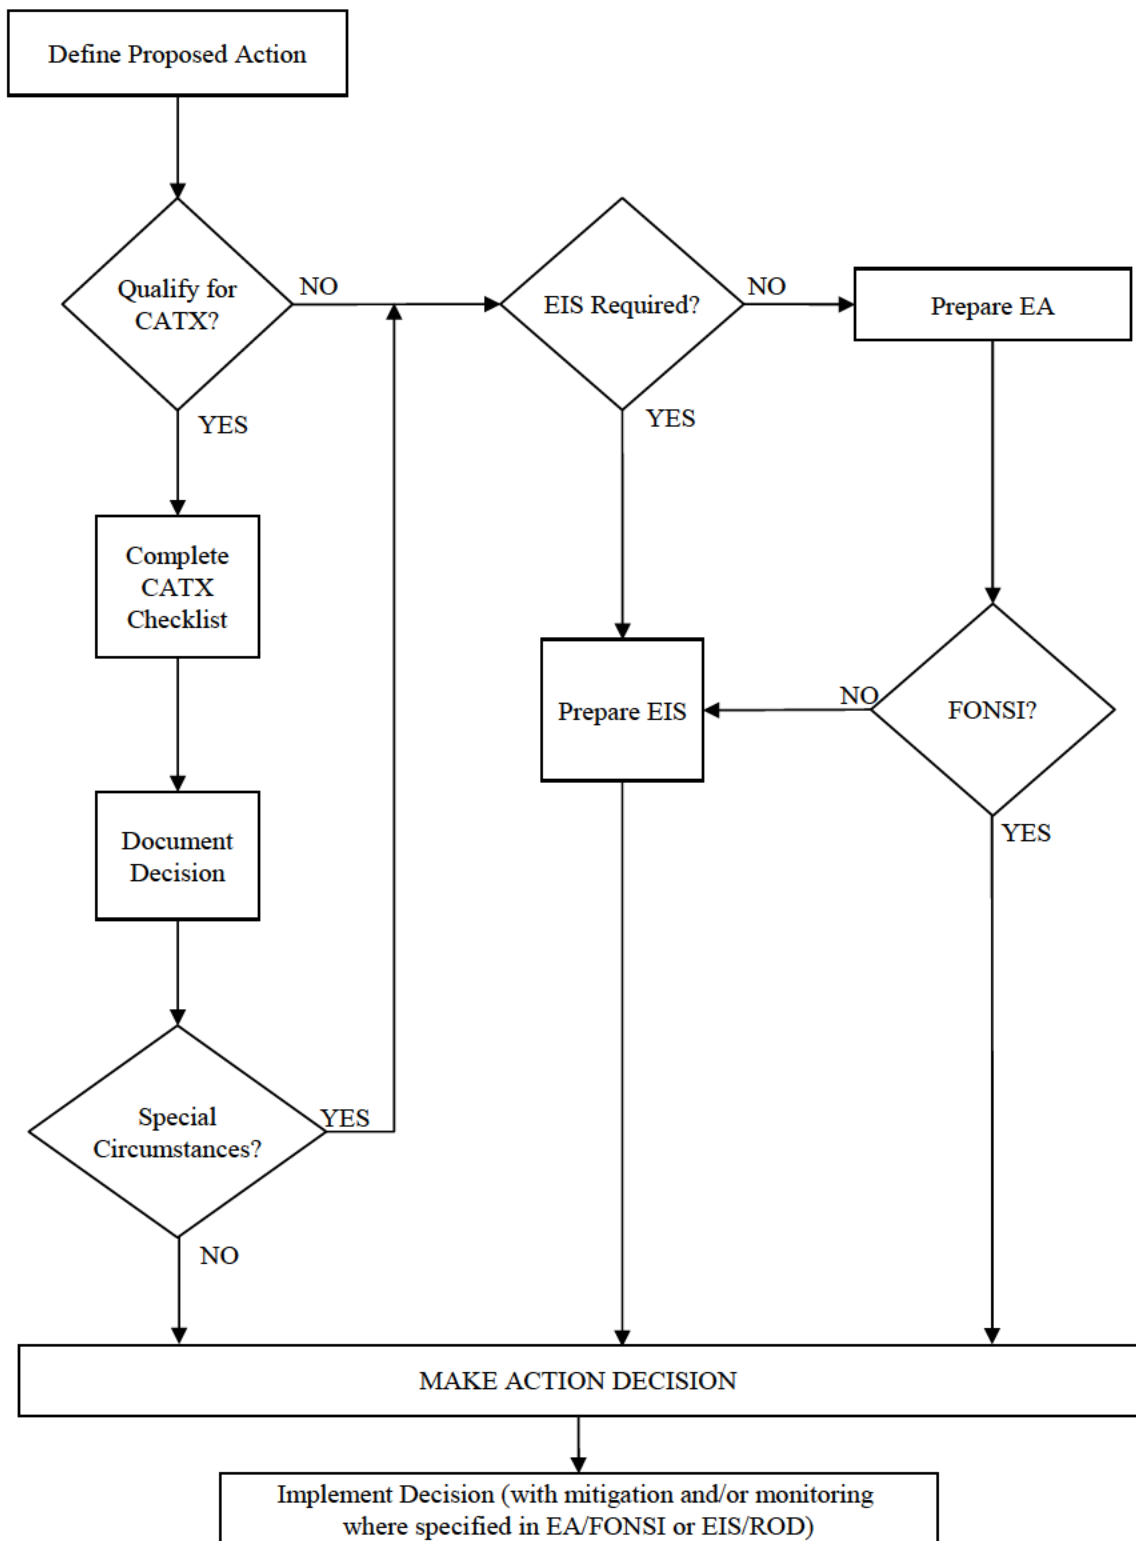 Define Proposed Action
Qualify for
CATX?
NO
EIS Required?
NO
Prepare EA
YES
YES
Complete
CATX
Checklist
Prepare EIS
NO
FONSI?
YES
Document
Decision
Special
Circumstances?
YES
NO
MAKE ACTION DECISION
Implement Decision (with mitigation and/or monitoring
where specified in EA/FONSI or EIS/ROD)